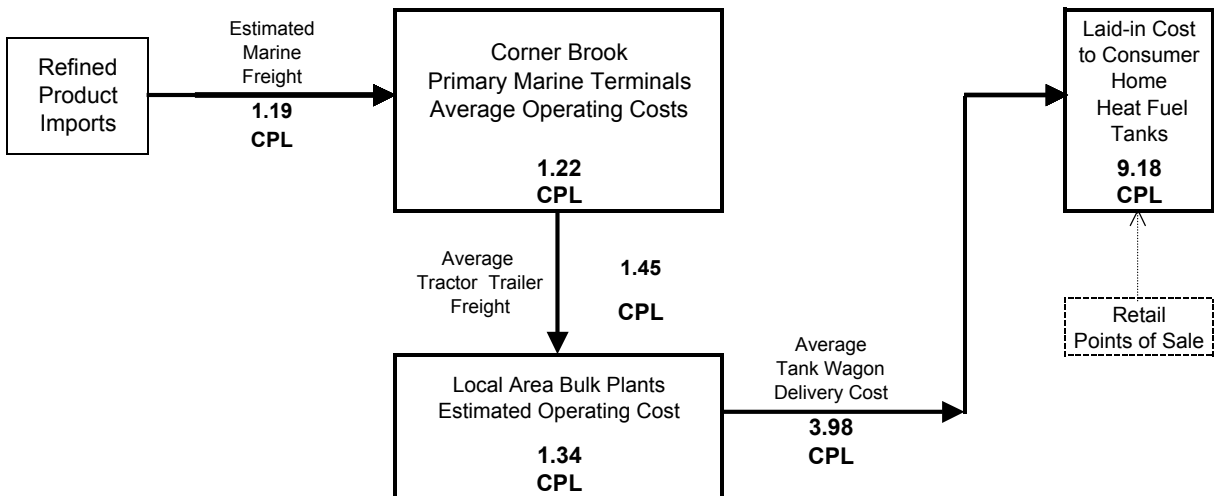 Refined
Product
Imports
Estimated
Marine
Freight
1.19
CPL
Corner Brook
Primary Marine Terminals
Average Operating Costs
1.22
CPL
Average
Tractor Trailer
Freight
1.45
CPL
Local Area Bulk Plants
Estimated Operating Cost
1.34
CPL
Average
Tank Wagon
Delivery Cost
3.98
CPL
Laid-in Cost
to Consumer
Home
Heat Fuel
Tanks
9.18
CPL
Retail
Points of Sale